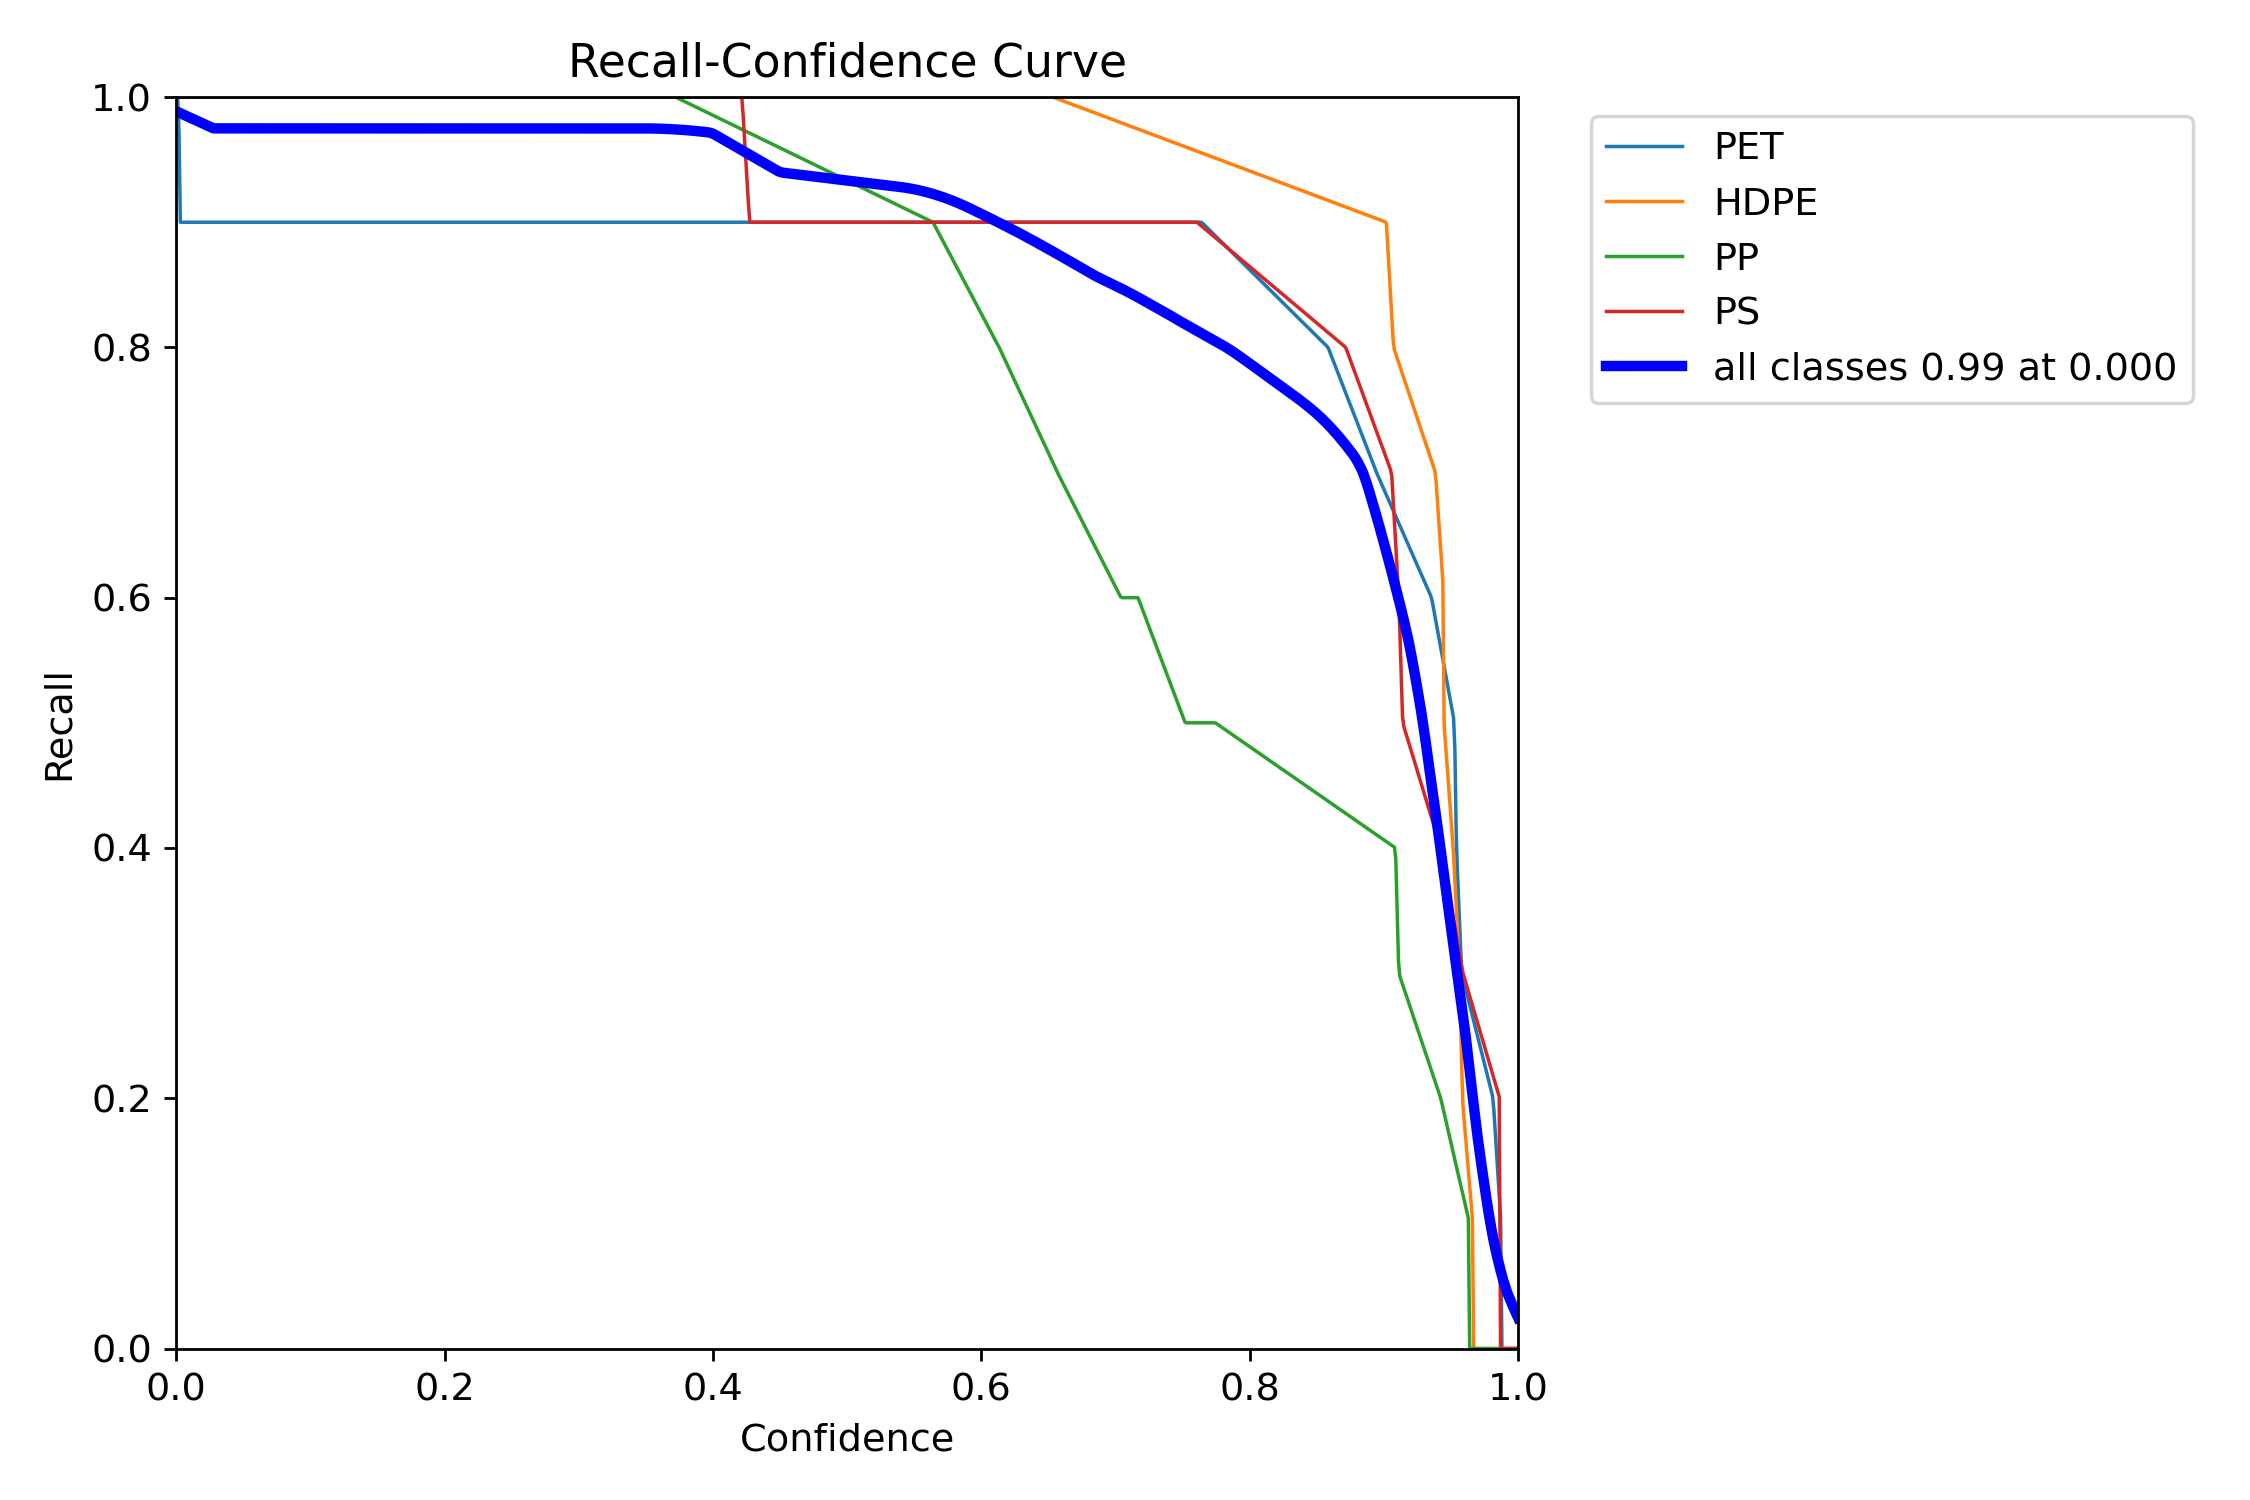 Recall-Confidence Curve
1.0
0.8
0.6
0.4
0.2
0.0
Recall
0.0 0.2 0.4 0.6 0.8 1.0
Confidence
PET
HDPE
PP
PS
all classes 0.99 at 0.000